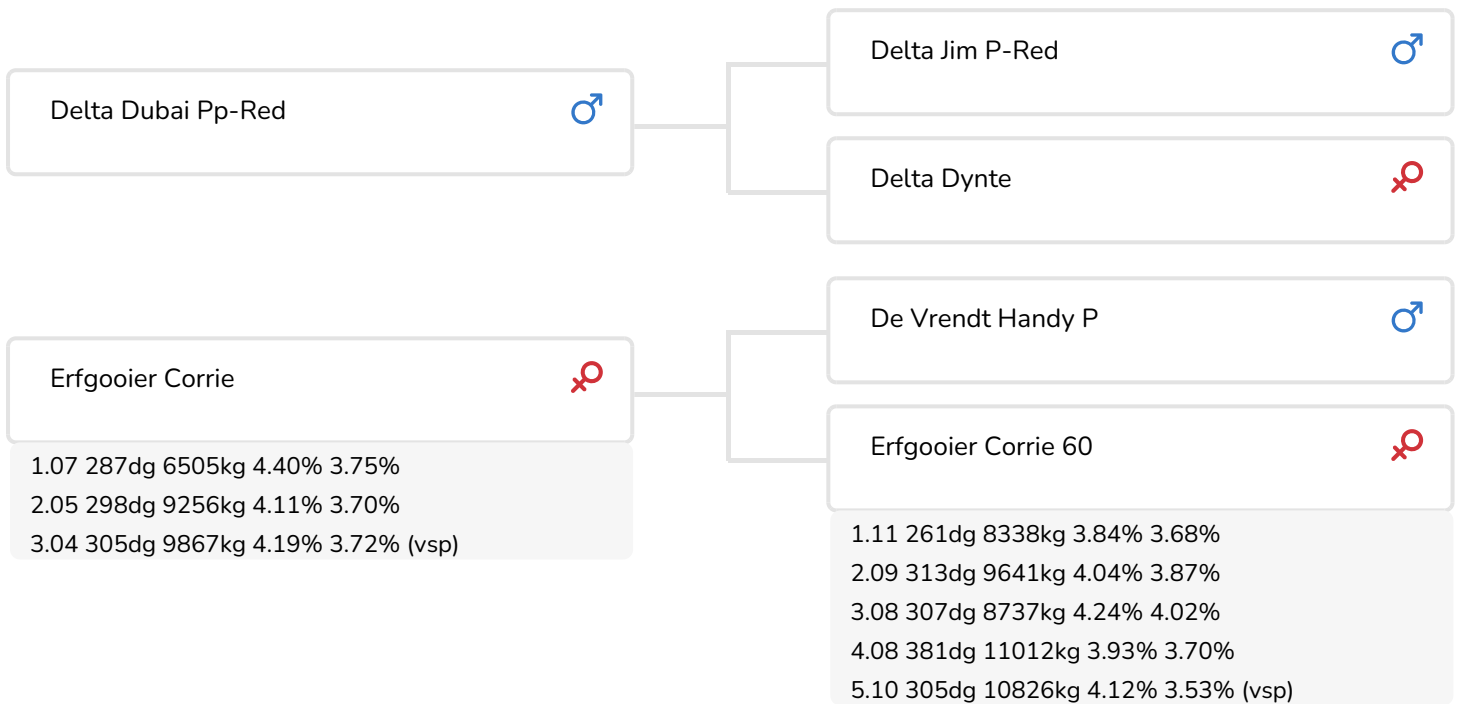 Delta Dubai Pp-Red
Delta Jim P-Red
Delta Dynte
Erfgooier Corrie
1.07 287dg 6505kg 4.40% 3.75%
2.05 298dg 9256kg 4.11% 3.70%
3.04 305dg 9867kg 4.19% 3.72% (vsp)
De Vrendt Handy P
Erfgooier Corrie 60
1.11 261dg 8338kg 3.84% 3.68%
2.09 313dg 9641kg 4.04% 3.87%
3.08 307dg 8737kg 4.24% 4.02%
4.08 381dg 11012kg 3.93% 3.70%
5.10 305dg 10826kg 4.12% 3.53% (vsp)